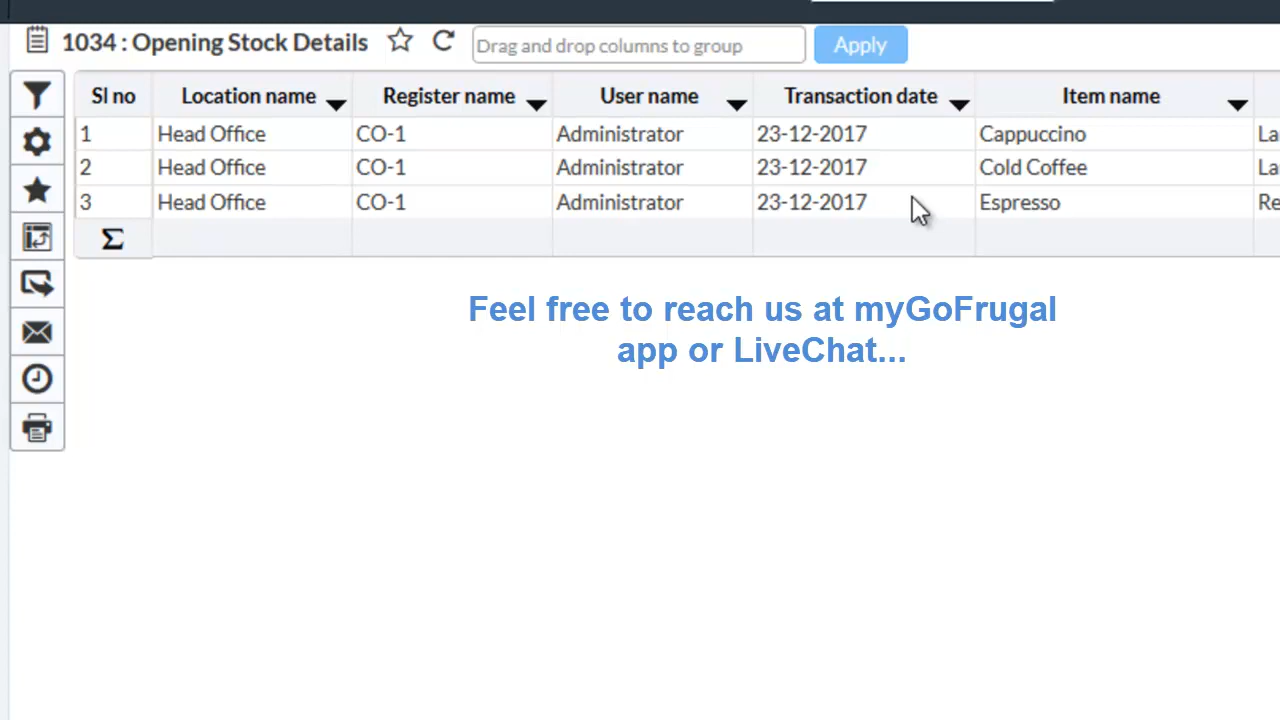 1034 : Opening Stock Details Drag and drop columns to group Apply
Sl no Location name Register name User name Transaction date Item name
1 Head Office CO-1 Administrator 23-12-2017 Cappuccino
2 Head Office CO-1 Administrator 23-12-2017 Cold Coffee
3 Head Office CO-1 Administrator 23-12-2017 Espresso
Σ
Feel free to reach us at myGoFrugal
app or LiveChat...